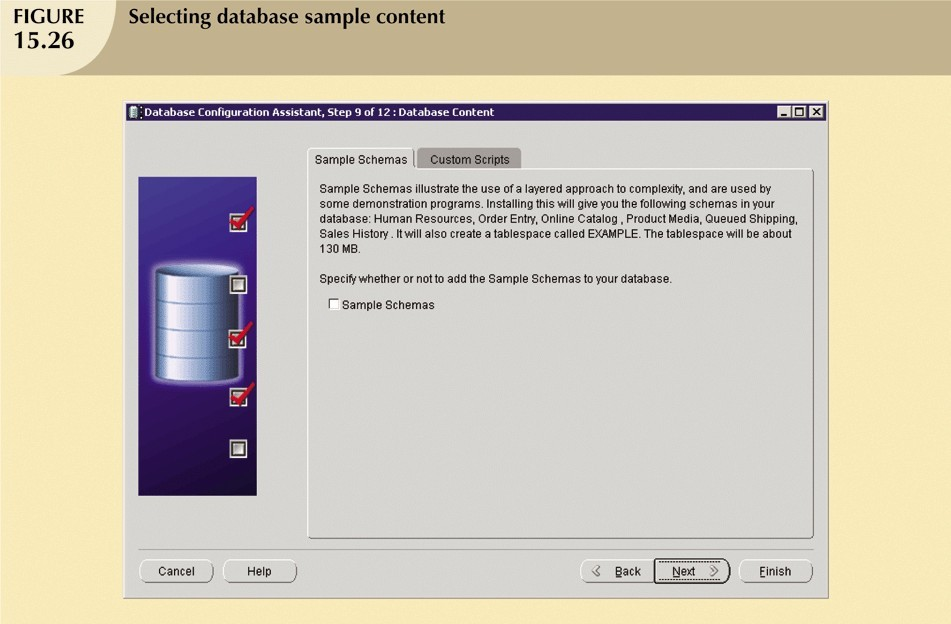 FIGURE
15.26
Selecting database sample content
Database Configuration Assistant, Step 9 of 12 : Database Content
Sample Schemas
Custom Scripts
Sample Schemas illustrate the use of a layered approach to complexity, and are used by
some demonstration programs. Installing this will give you the following schemas in your
database: Human Resources, Order Entry, Online Catalog , Product Media, Queued Shipping,
Sales History . It will also create a tablespace called EXAMPLE. The tablespace will be about
130 MB.
Specify whether or not to add the Sample Schemas to your database.
Sample Schemas
Cancel
Help
Back
Next
Finish